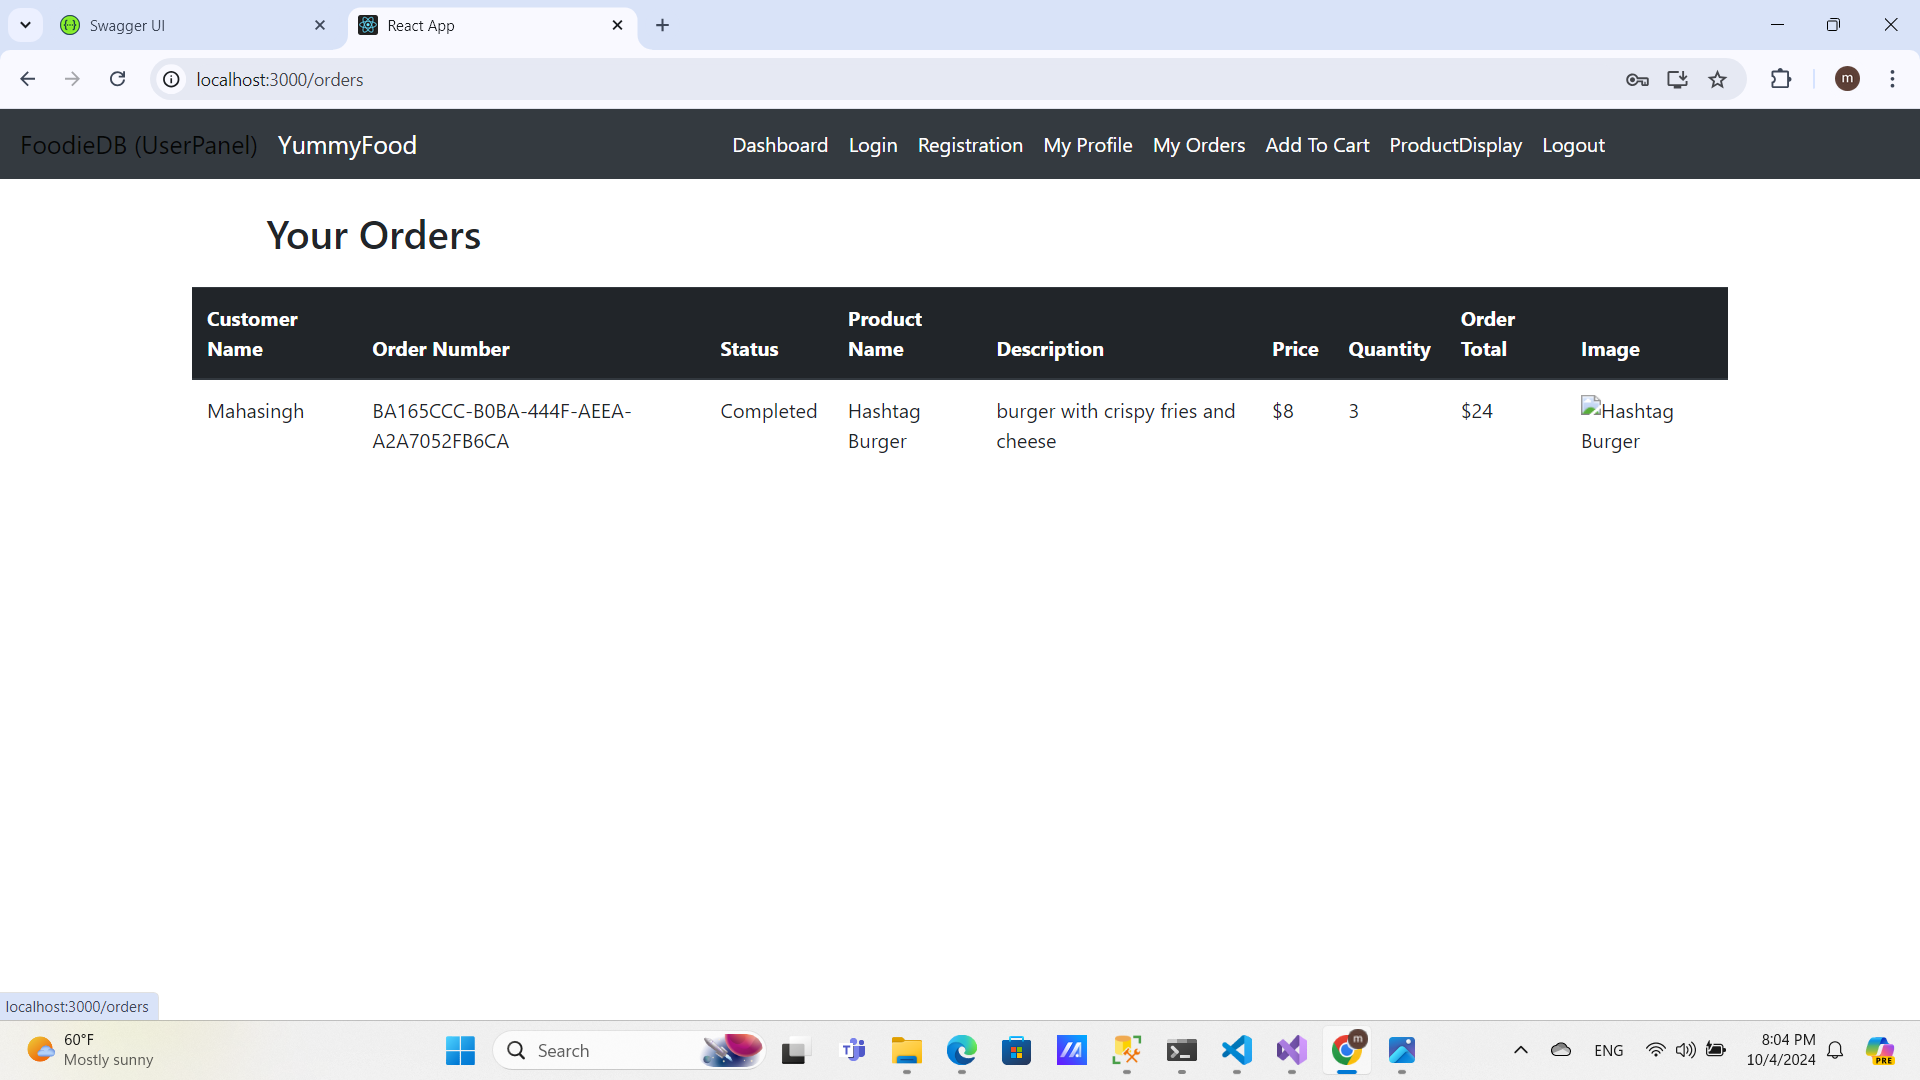 Swagger UI
React App
localhost:3000/orders
m
FoodieDB (UserPanel) YummyFood Dashboard Login Registration My Profile My Orders Add To Cart ProductDisplay Logout
Your Orders
Customer Name Order Number Status Product Name Description Price Quantity Order Total Image
Mahasingh BA165CCC-B0BA-444F-AEEA-A2A7052FB6CA Completed Hashtag Burger burger with crispy fries and cheese $8 3 $24 Hashtag Burger
localhost:3000/orders
60°F
Mostly sunny
Search
m
ENG
8:04 PM
10/4/2024
PRE